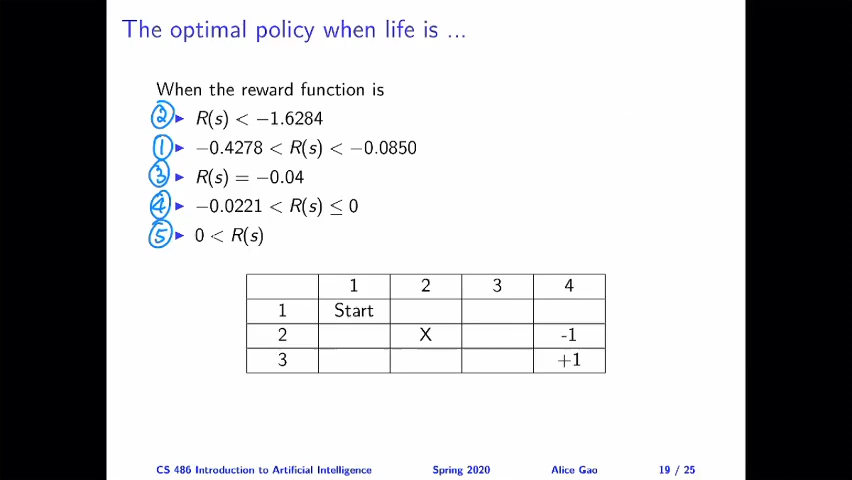 The optimal policy when life is ...
When the reward function is
② ▶ R(s) < −1.6284
① ▶ −0.4278 < R(s) < −0.0850
③ ▶ R(s) = −0.04
④ ▶ −0.0221 < R(s) ≤ 0
⑤ ▶ 0 < R(s)
1 2 3 4
1 Start
2 X -1
3 +1
CS 486 Introduction to Artificial Intelligence Spring 2020 Alice Gao 19 / 25